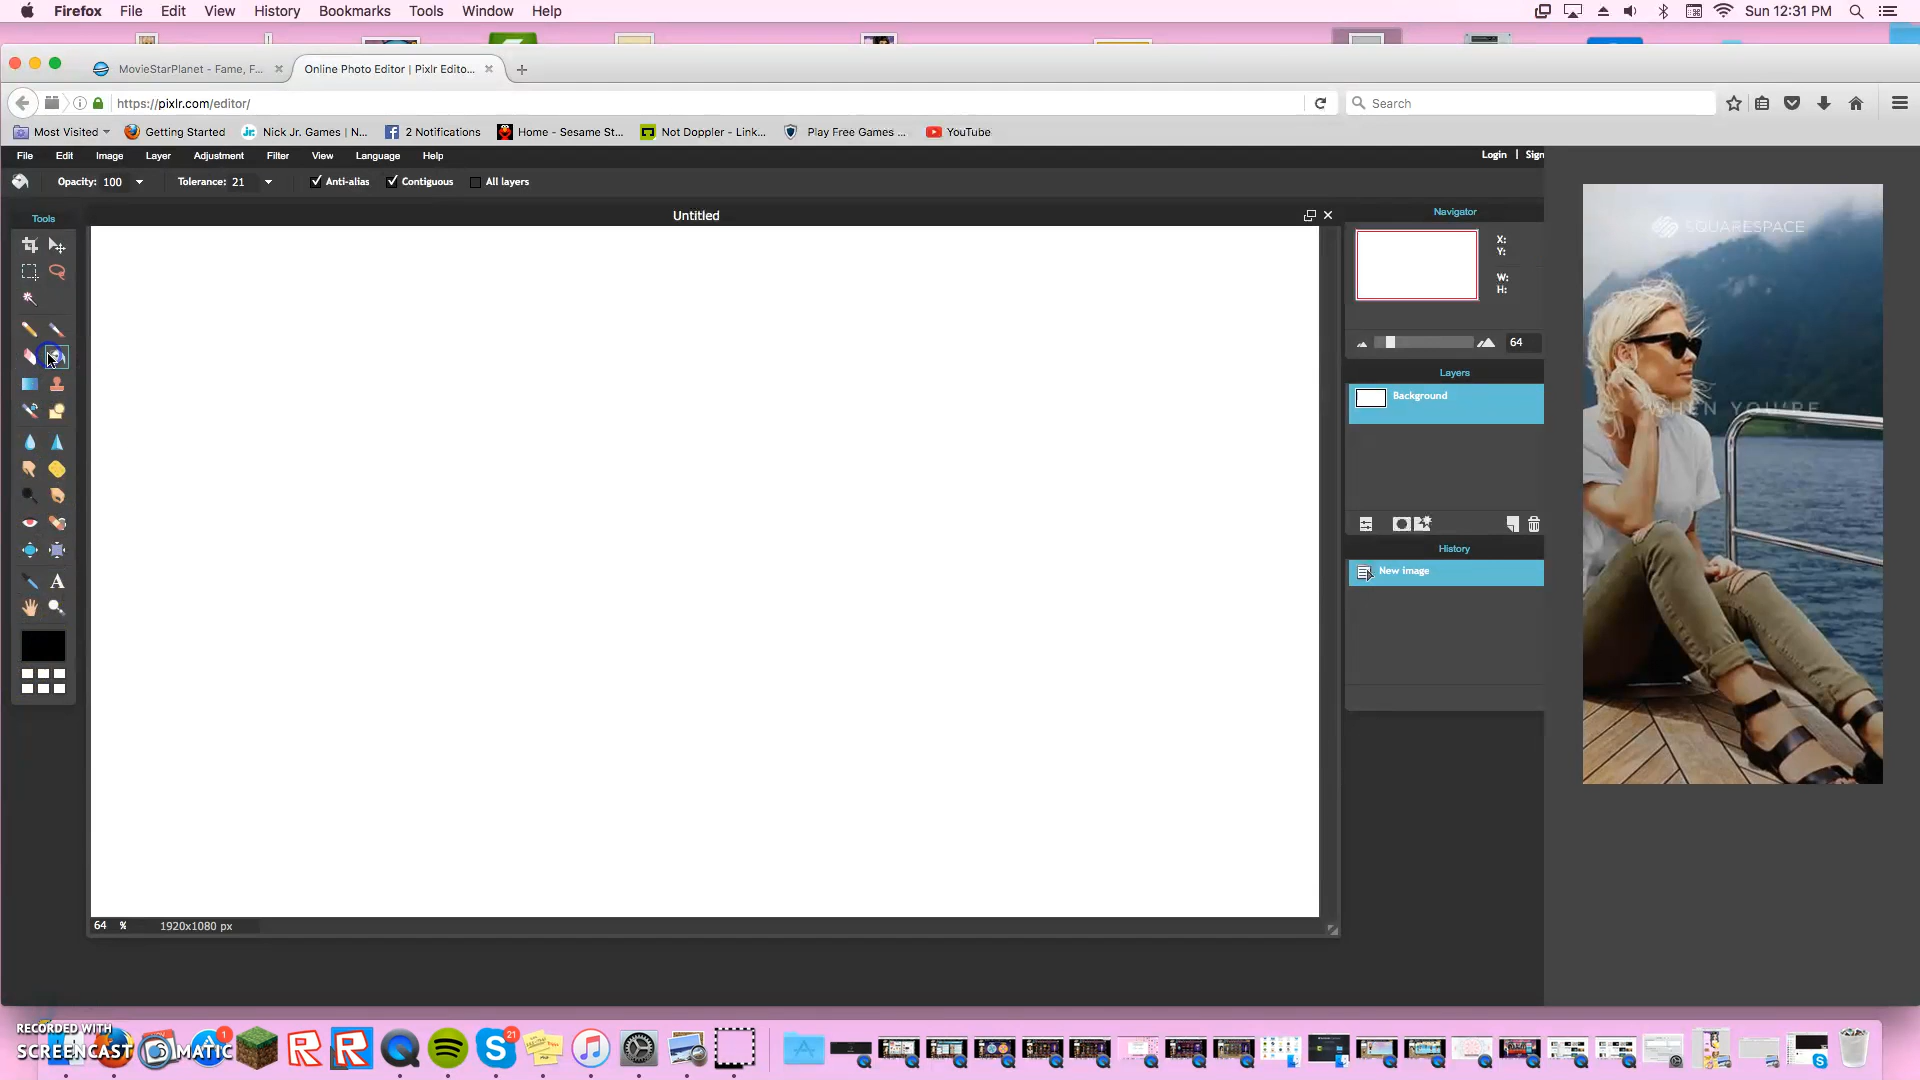 Firefox File Edit View History Bookmarks Tools Window Help Sun 12:31 PM
MovieStarPlanet - Fame, F... Online Photo Editor | Pixlr Edito...
https://pixlr.com/editor/ Search
Most Visited Getting Started Nick Jr. Games | N... 2 Notifications Home - Sesame St... Not Doppler - Link... Play Free Games ... YouTube
File Edit Image Layer Adjustment Filter View Language Help Login | Sign
Opacity: 100 Tolerance: 21 Anti-alias Contiguous All layers
Tools
Untitled
Navigator
X:
Y:
W:
H:
64
Layers
Background
History
New image
64 % 1920x1080 px
SQUARESPACE
WHEN YOU'RE
RECORDED WITH
SCREENCAST MATIC
1
21